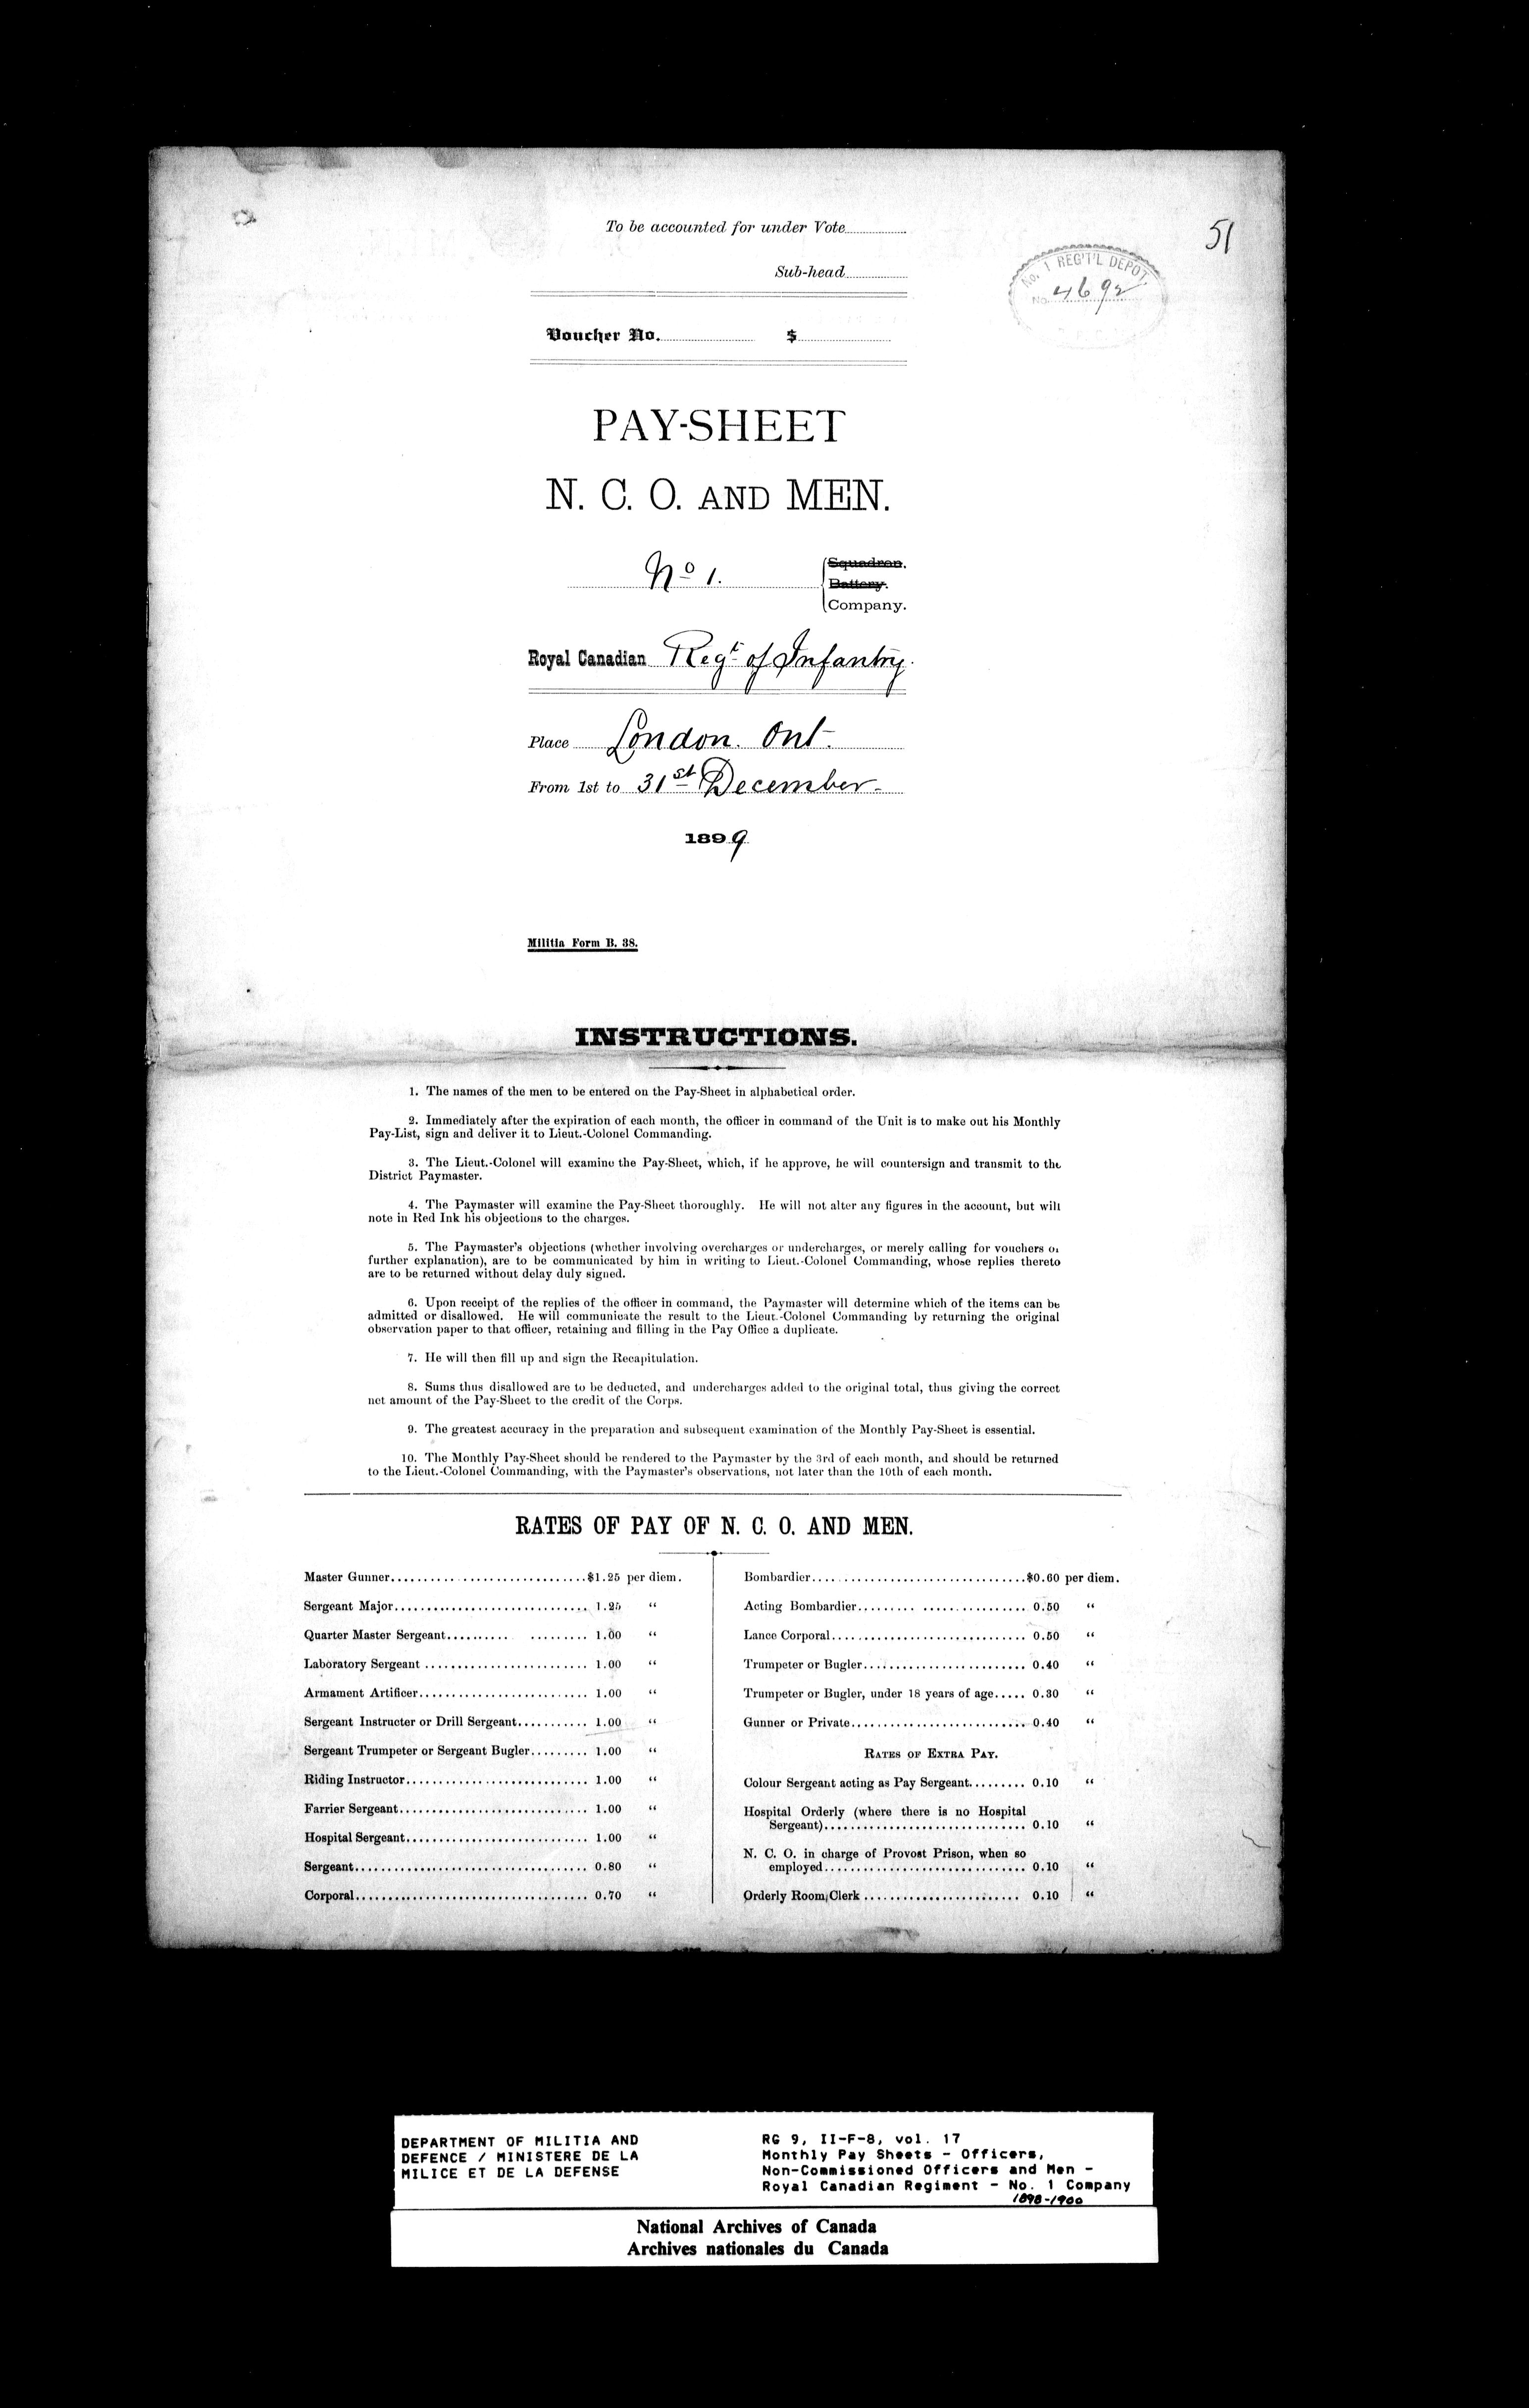 To be accounted for under Vote
51
Sub-head
No. 1 REG'T'L DEPOT
No. 4692
Voucher No. $
PAY-SHEET
N. C. O. AND MEN.
No 1. Squadron.
Battery.
Company.
Royal Canadian Regt of Infantry.
Place London. Ont.
From 1st to 31st December
1899
Militia Form B. 38.
INSTRUCTIONS.
1. The names of the men to be entered on the Pay-Sheet in alphabetical order.
2. Immediately after the expiration of each month, the officer in command of the Unit is to make out his Monthly
Pay-List, sign and deliver it to Lieut.-Colonel Commanding.
3. The Lieut.-Colonel will examine the Pay-Sheet, which, if he approve, he will countersign and transmit to the
District Paymaster.
4. The Paymaster will examine the Pay-Sheet thoroughly. He will not alter any figures in the account, but will
note in Red Ink his objections to the charges.
5. The Paymaster's objections (whether involving overcharges or undercharges, or merely calling for vouchers or
further explanation), are to be communicated by him in writing to Lieut.-Colonel Commanding, whose replies thereto
are to be returned without delay duly signed.
6. Upon receipt of the replies of the officer in command, the Paymaster will determine which of the items can be
admitted or disallowed. He will communicate the result to the Lieut.-Colonel Commanding by returning the original
observation paper to that officer, retaining and filling in the Pay Office a duplicate.
7. He will then fill up and sign the Recapitulation.
8. Sums thus disallowed are to be deducted, and undercharges added to the original total, thus giving the correct
net amount of the Pay-Sheet to the credit of the Corps.
9. The greatest accuracy in the preparation and subsequent examination of the Monthly Pay-Sheet is essential.
10. The Monthly Pay-Sheet should be rendered to the Paymaster by the 3rd of each month, and should be returned
to the Lieut.-Colonel Commanding, with the Paymaster's observations, not later than the 10th of each month.
RATES OF PAY OF N. C. O. AND MEN.
Master Gunner $1.25 per diem.
Sergeant Major 1.25 “
Quarter Master Sergeant 1.00 “
Laboratory Sergeant 1.00 “
Armament Artificer 1.00 “
Sergeant Instructer or Drill Sergeant 1.00 “
Sergeant Trumpeter or Sergeant Bugler 1.00 “
Riding Instructor 1.00 “
Farrier Sergeant 1.00 “
Hospital Sergeant 1.00 “
Sergeant 0.80 “
Corporal 0.70 “
Bombardier $0.60 per diem.
Acting Bombardier 0.50 “
Lance Corporal 0.50 “
Trumpeter or Bugler 0.40 “
Trumpeter or Bugler, under 18 years of age 0.30 “
Gunner or Private 0.40 “
RATES OF EXTRA PAY.
Colour Sergeant acting as Pay Sergeant 0.10 “
Hospital Orderly (where there is no Hospital
Sergeant) 0.10 “
N. C. O. in charge of Provost Prison, when so
employed 0.10 “
Orderly Room Clerk 0.10 “
DEPARTMENT OF MILITIA AND
DEFENCE / MINISTERE DE LA
MILICE ET DE LA DEFENSE
RG 9, II-F-8, vol. 17
Monthly Pay Sheets - Officers,
Non-Commissioned Officers and Men -
Royal Canadian Regiment - No. 1 Company
1898-1900
National Archives of Canada
Archives nationales du Canada